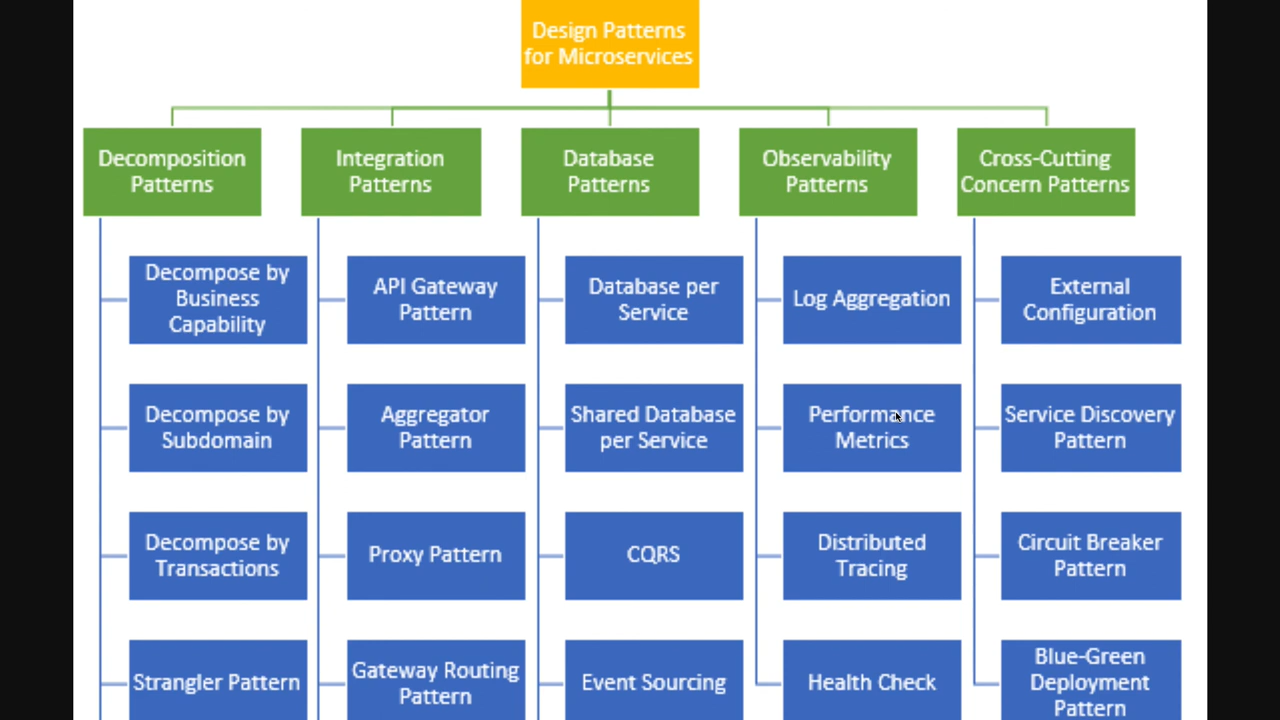 Design Patterns
for Microservices
Decomposition
Patterns
Integration
Patterns
Database
Patterns
Observability
Patterns
Cross-Cutting
Concern Patterns
Decompose by
Business
Capability
API Gateway
Pattern
Database per
Service
Log Aggregation
External
Configuration
Decompose by
Subdomain
Aggregator
Pattern
Shared Database
per Service
Performance
Metrics
Service Discovery
Pattern
Decompose by
Transactions
Proxy Pattern
CQRS
Distributed
Tracing
Circuit Breaker
Pattern
Strangler Pattern
Gateway Routing
Pattern
Event Sourcing
Health Check
Blue-Green
Deployment
Pattern